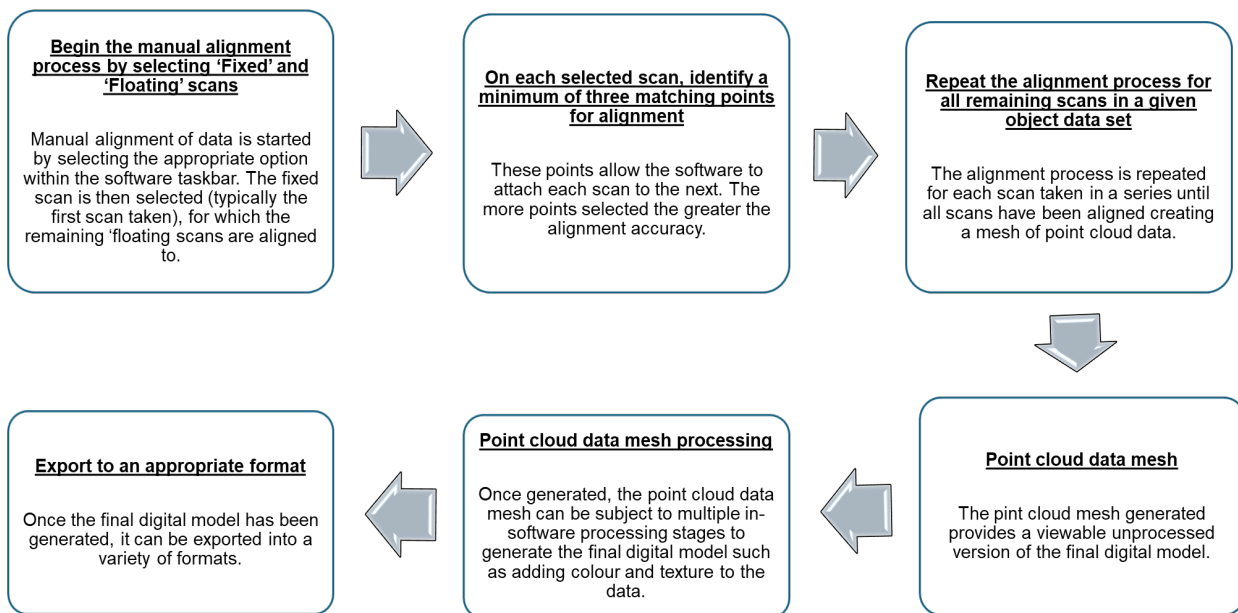 Begin the manual alignment
process by selecting ‘Fixed’ and
‘Floating’ scans
Manual alignment of data is started
by selecting the appropriate option
within the software taskbar. The fixed
scan is then selected (typically the
first scan taken), for which the
remaining ‘floating scans are aligned
to.
On each selected scan, identify a
minimum of three matching points
for alignment
These points allow the software to
attach each scan to the next. The
more points selected the greater the
alignment accuracy.
Repeat the alignment process for
all remaining scans in a given
object data set
The alignment process is repeated
for each scan taken in a series until
all scans have been aligned creating
a mesh of point cloud data.
Point cloud data mesh
The pint cloud mesh generated
provides a viewable unprocessed
version of the final digital model.
Point cloud data mesh processing
Once generated, the point cloud data
mesh can be subject to multiple in-
software processing stages to
generate the final digital model such
as adding colour and texture to the
data.
Export to an appropriate format
Once the final digital model has been
generated, it can be exported into a
variety of formats.